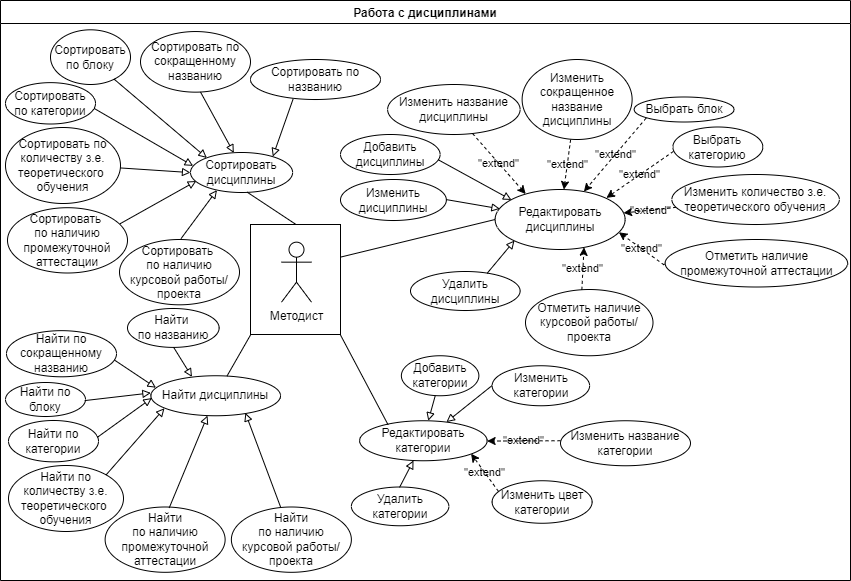 Работа с дисциплинами
Сортировать
по блоку
Сортировать по
сокращенному
названию
Сортировать по
названию
Сортировать
по категории
Сортировать по
количеству з.е.
теоретического
обучения
Сортировать
по наличию
промежуточной
аттестации
Сортировать
по наличию
курсовой работы/
проекта
Сортировать
дисциплины
Изменить название
дисциплины
Изменить
сокращенное
название
дисциплины
Выбрать блок
Выбрать
категорию
Добавить
дисциплины
Изменить
дисциплины
Редактировать
дисциплины
Изменить количество з.е.
теоретического обучения
Отметить наличие
промежуточной аттестации
Удалить
дисциплины
Отметить наличие
курсовой работы/
проекта
"extend"
"extend"
"extend"
"extend"
"extend"
"extend"
"extend"
Методист
Найти
по названию
Найти по
сокращенному
названию
Найти по
блоку
Найти по
категории
Найти по
количеству з.е.
теоретического
обучения
Найти
по наличию
промежуточной
аттестации
Найти
по наличию
курсовой работы/
проекта
Найти дисциплины
Добавить
категории
Изменить
категории
Редактировать
категории
"extend"
Изменить название
категории
"extend"
Изменить цвет
категории
Удалить
категории